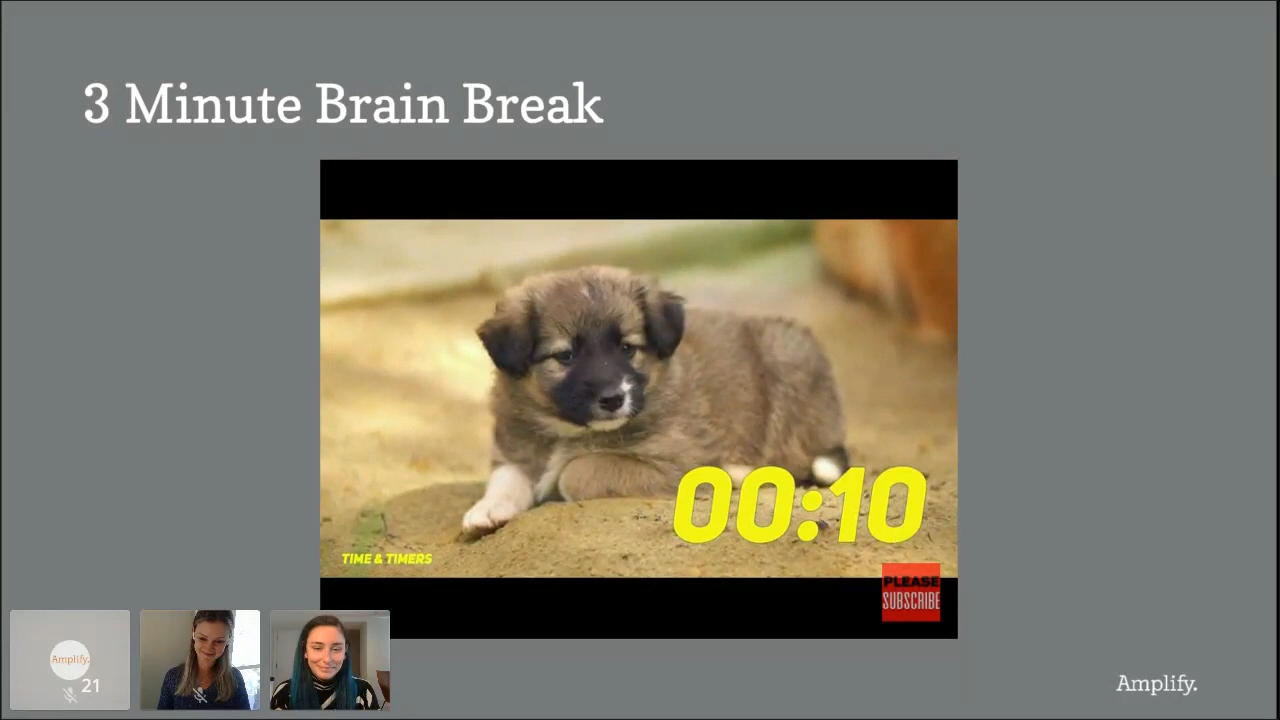 3 Minute Brain Break
00:10
TIME & TIMERS
PLEASE
SUBSCRIBE
Amplify.
21
Amplify.